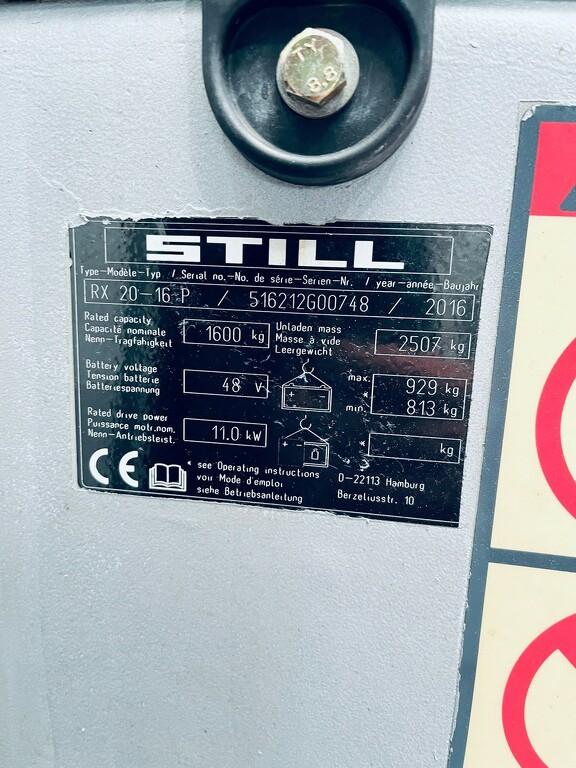 TY
8.8
STILL
Type-Modèle-Typ / Serial no.-No. de série-Serien-Nr. / year-année-Baujahr
RX 20-16 P / 516212G00748 / 2016
Rated capacity
Capacité nominale
Nenn-Tragfähigkeit
1600 kg
Unladen mass
Masse à vide
Leergewicht
2507 kg
Battery voltage
Tension batterie
Batteriespannung
48 V
+
max. 929 kg
*
min. 813 kg
Rated drive power
Puissance motr.nom.
Nenn-Antriebsleist.
11.0 kW
+
* kg
CE
* see Operating instructions
voir Mode d'emploi
siehe Betriebsanleitung
D-22113 Hamburg
Berzeliusstr. 10